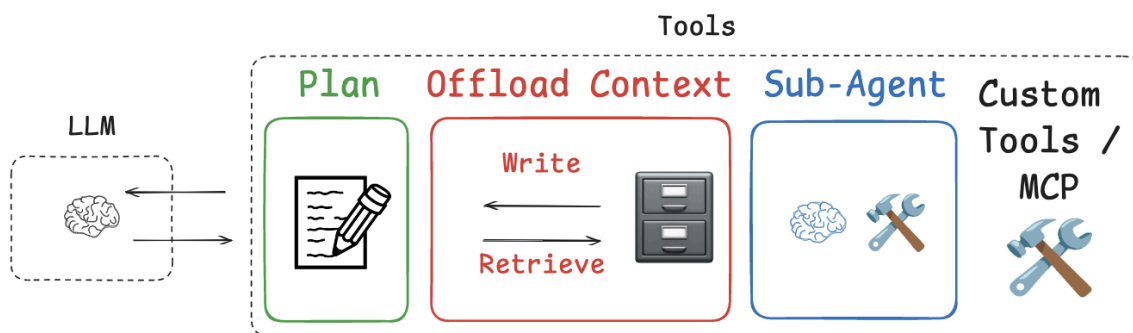 Tools
Plan
Offload Context
Sub-Agent
Custom
Tools /
MCP
LLM
Write
Retrieve